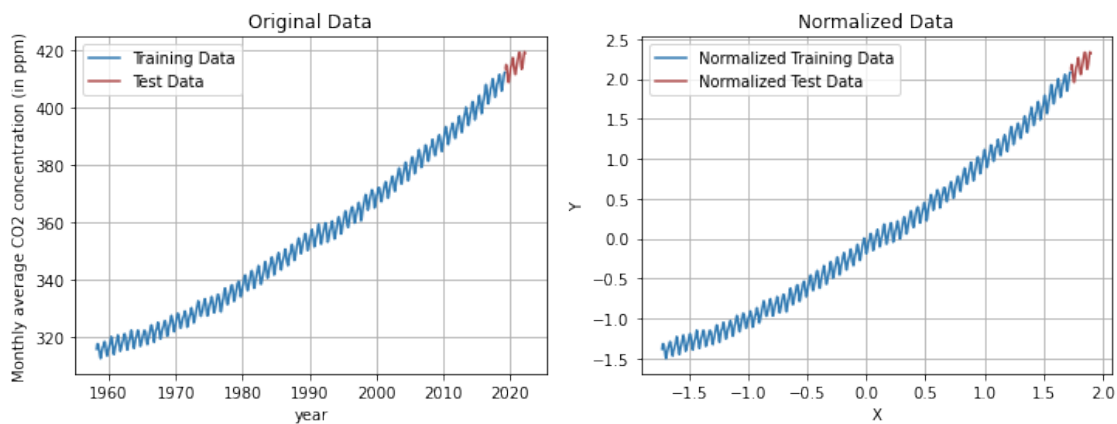 Original Data
Training Data
Test Data
Monthly average CO2 concentration (in ppm)
420
400
380
360
340
320
1960 1970 1980 1990 2000 2010 2020
year
Normalized Data
Normalized Training Data
Normalized Test Data
Y
2.5
2.0
1.5
1.0
0.5
0.0
−0.5
−1.0
−1.5
−1.5 −1.0 −0.5 0.0 0.5 1.0 1.5 2.0
X